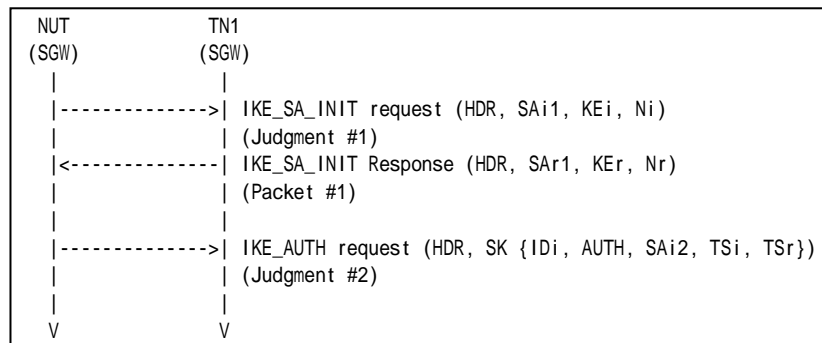 NUT TN1
(SGW) (SGW)
| |
|-------------->| IKE_SA_INIT request (HDR, SAi1, KEi, Ni)
| | (Judgment #1)
|<--------------| IKE_SA_INIT Response (HDR, SAr1, KEr, Nr)
| | (Packet #1)
| |
|-------------->| IKE_AUTH request (HDR, SK {IDi, AUTH, SAi2, TSi, TSr})
| | (Judgment #2)
| |
V V